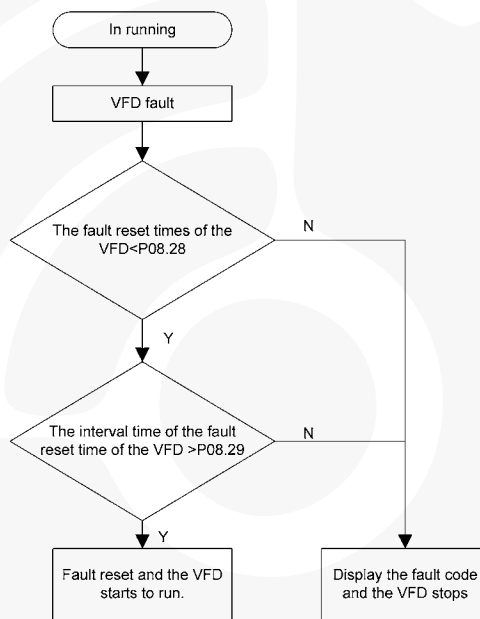 In running
VFD fault
The fault reset times of the
VFD<P08.28
N
Y
The interval time of the fault
reset time of the VFD >P08.29
N
Y
Fault reset and the VFD
starts to run.
Display the fault code
and the VFD stops